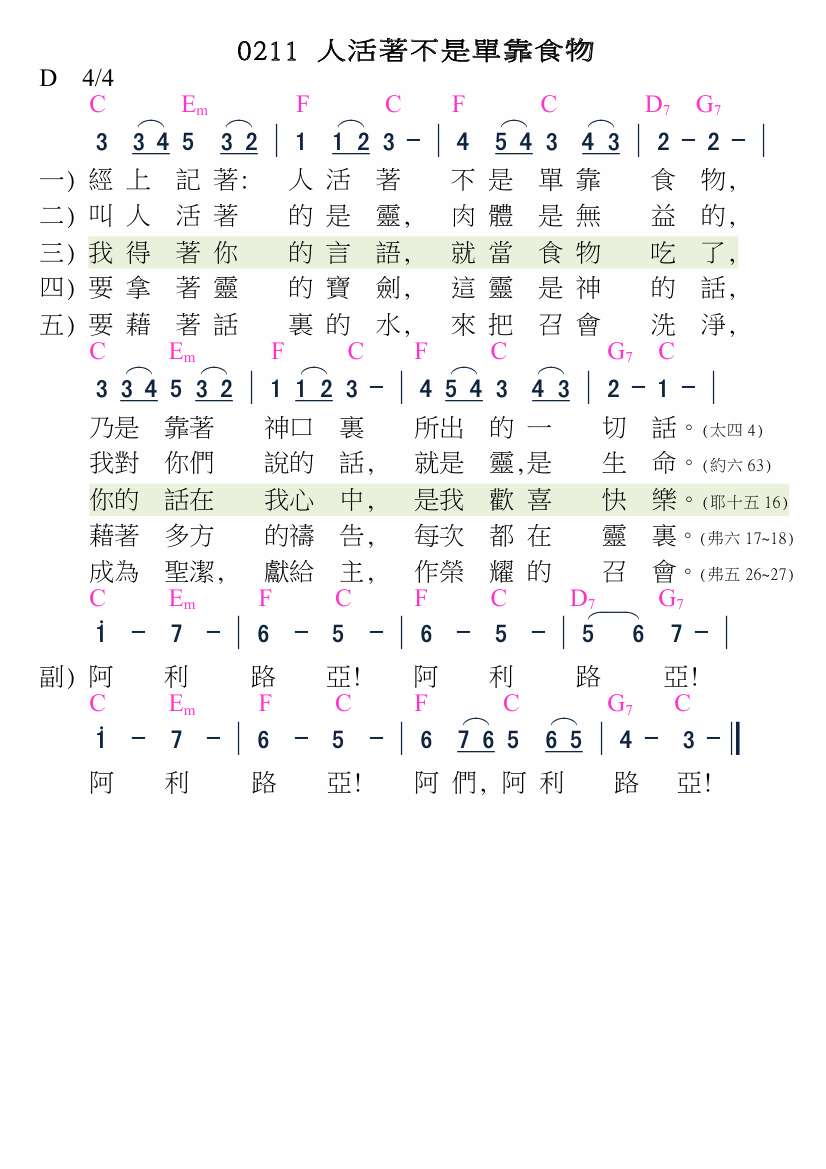 0211 人活著不是單靠食物
D 4/4
C Em F C F C D7 G7
3 3 4 5 3 2 | 1 1 2 3 - | 4 5 4 3 4 3 | 2 - 2 - |
一) 經上記著: 人活著 不是單靠 食物,
二) 叫人活著 的是靈, 肉體是無 益的,
三) 我得著你 的言語, 就當食物 吃了,
四) 要拿著靈 的寶劍, 這靈是神 的話,
五) 要藉著話 裏的水, 來把召會 洗淨,
C Em F C F C G7 C
3 3 4 5 3 2 | 1 1 2 3 - | 4 5 4 3 4 3 | 2 - 1 - |
乃是靠著 神口裏 所出的一 切話。(太四 4)
我對你們 說的話, 就是靈,是 生命。(約六 63)
你的話在 我心中, 是我歡喜 快樂。(耶十五 16)
藉著多方 的禱告, 每次都在 靈裏。(弗六 17~18)
成為聖潔, 獻給主, 作榮耀的 召會。(弗五 26~27)
C Em F C F C D7 G7
i - 7 - | 6 - 5 - | 6 - 5 - | 5 6 7 - |
副) 阿利路亞! 阿利路亞!
C Em F C F C G7 C
i - 7 - | 6 - 5 - | 6 7 6 5 6 5 | 4 - 3 - ||
阿利路亞! 阿們, 阿利路亞!